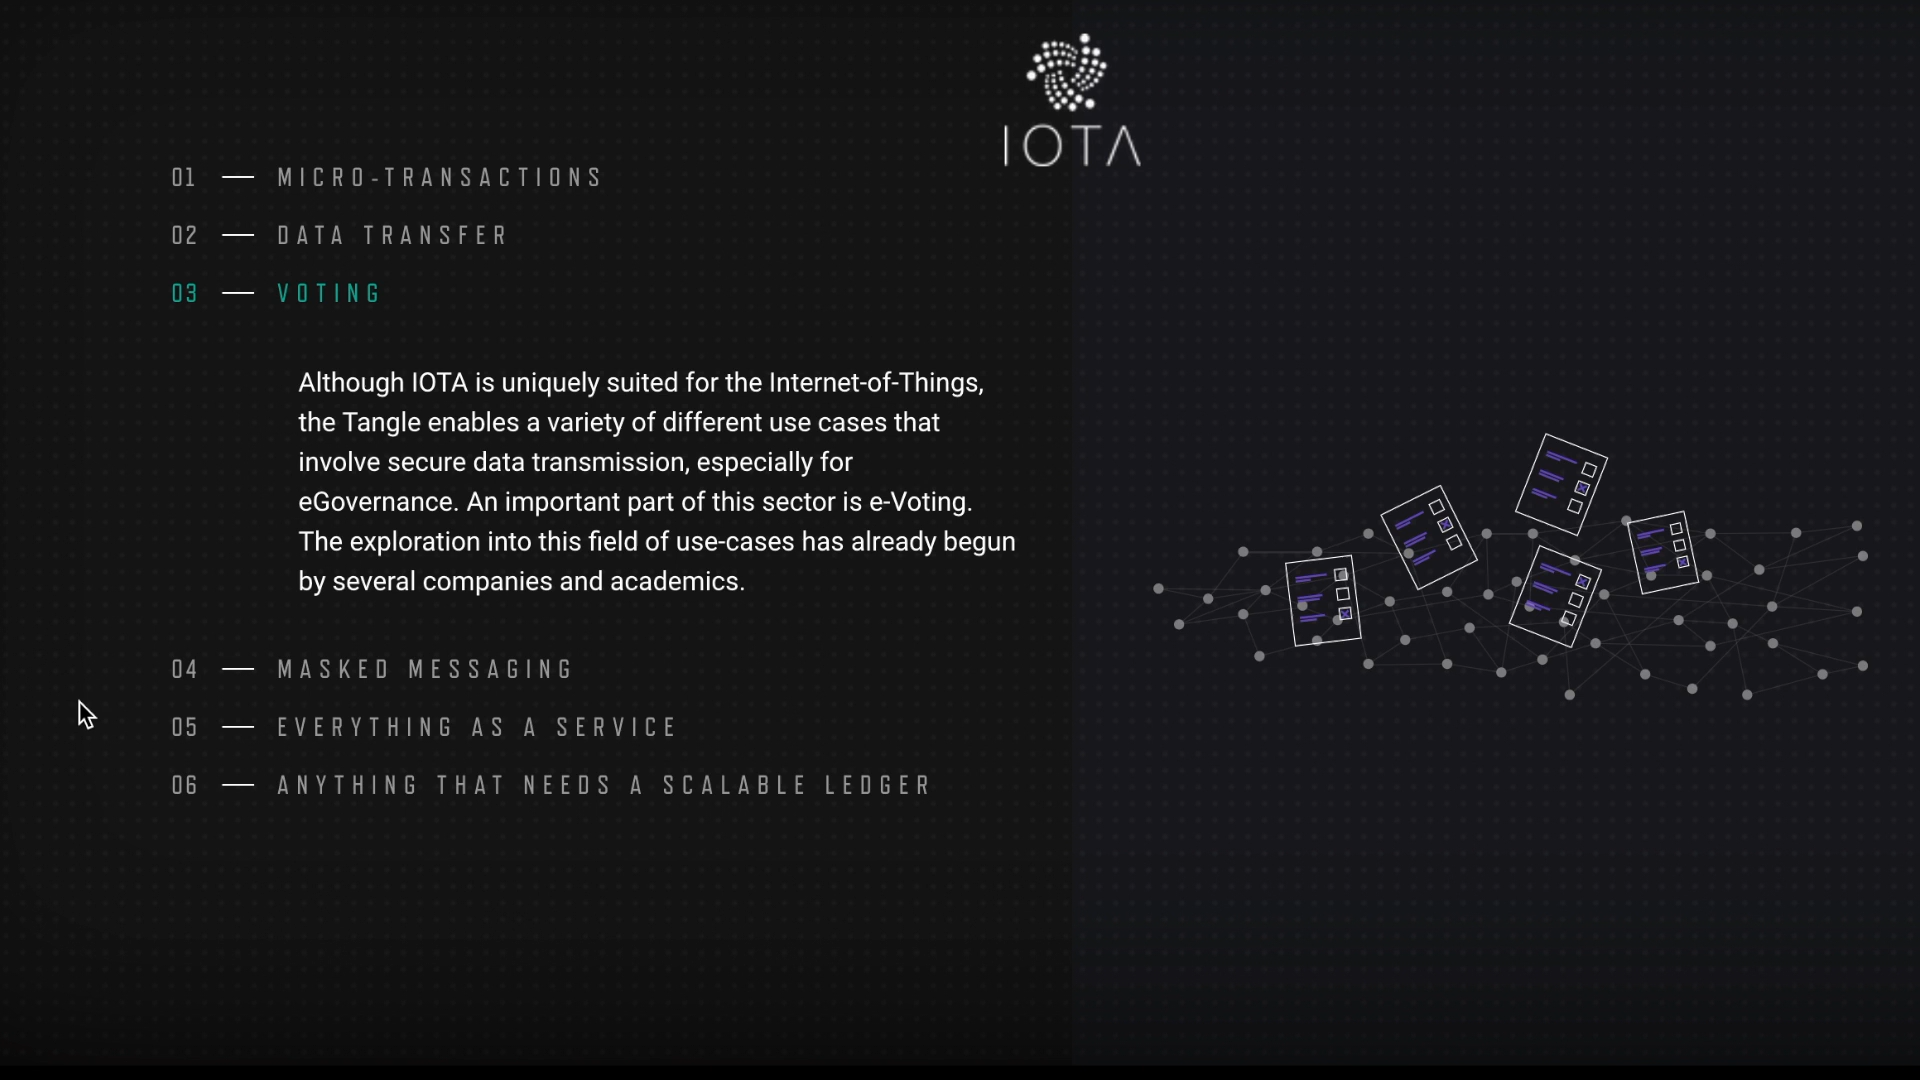 IOTA
01 — MICRO-TRANSACTIONS
02 — DATA TRANSFER
03 — VOTING
Although IOTA is uniquely suited for the Internet-of-Things,
the Tangle enables a variety of different use cases that
involve secure data transmission, especially for
eGovernance. An important part of this sector is e-Voting.
The exploration into this field of use-cases has already begun
by several companies and academics.
04 — MASKED MESSAGING
05 — EVERYTHING AS A SERVICE
06 — ANYTHING THAT NEEDS A SCALABLE LEDGER